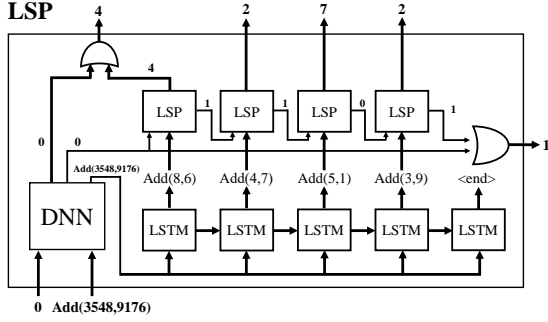 LSP
4 2 7 2
4
LSP 1 LSP 1 LSP 0 LSP 1
0 0
1
Add(3548,9176)
Add(8,6) Add(4,7) Add(5,1) Add(3,9) <end>
DNN
LSTM LSTM LSTM LSTM LSTM
0 Add(3548,9176)